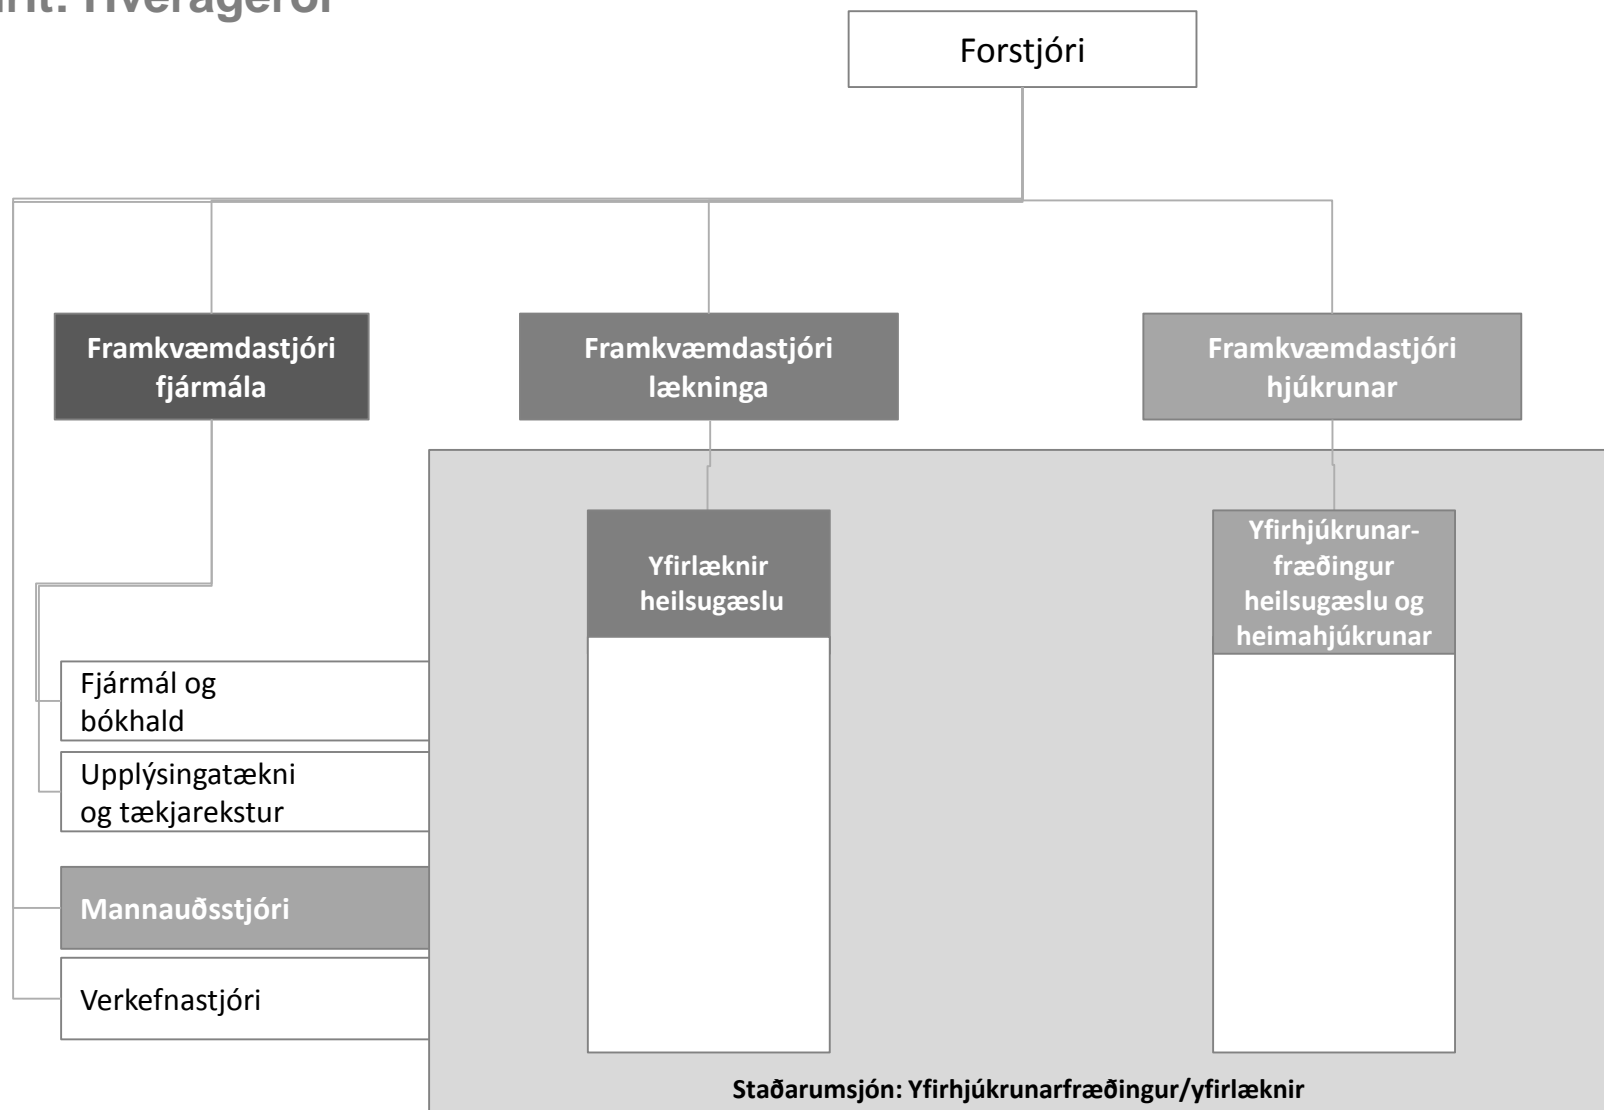 Hveragerði
Forstjóri
Framkvæmdastjóri
fjármála
Framkvæmdastjóri
lækninga
Framkvæmdastjóri
hjúkrunar
Yfirlæknir
heilsugæslu
Yfirhjúkrunar-
fræðingur
heilsugæslu og
heimahjúkrunar
Fjármál og
bókhald
Upplýsingatækni
og tækjarekstur
Mannauðsstjóri
Verkefnastjóri
Staðarumsjón: Yfirhjúkrunarfræðingur/yfirlæknir